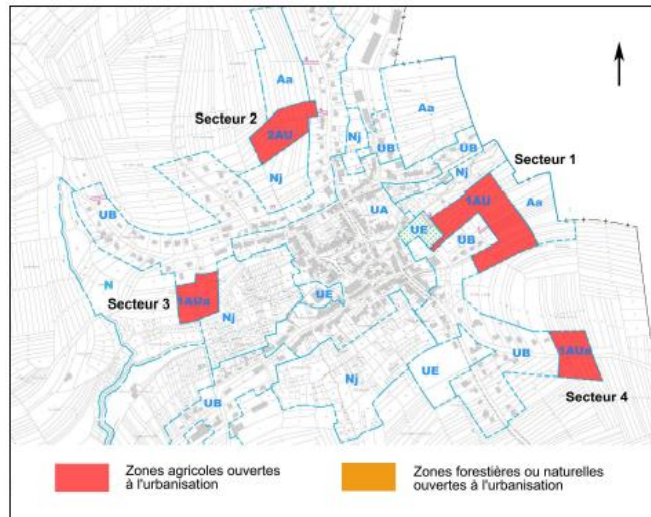 Aa
Secteur 2
2AU
Aa
Nj
UB
UB
Secteur 1
Nj
Nj
1AU
Aa
UA
UB
UE
UB
N
1AUa
Secteur 3
Nj
UE
UB
1AUa
Nj
UE
UB
Secteur 4
Zones agricoles ouvertes
à l'urbanisation
Zones forestières ou naturelles
ouvertes à l'urbanisation